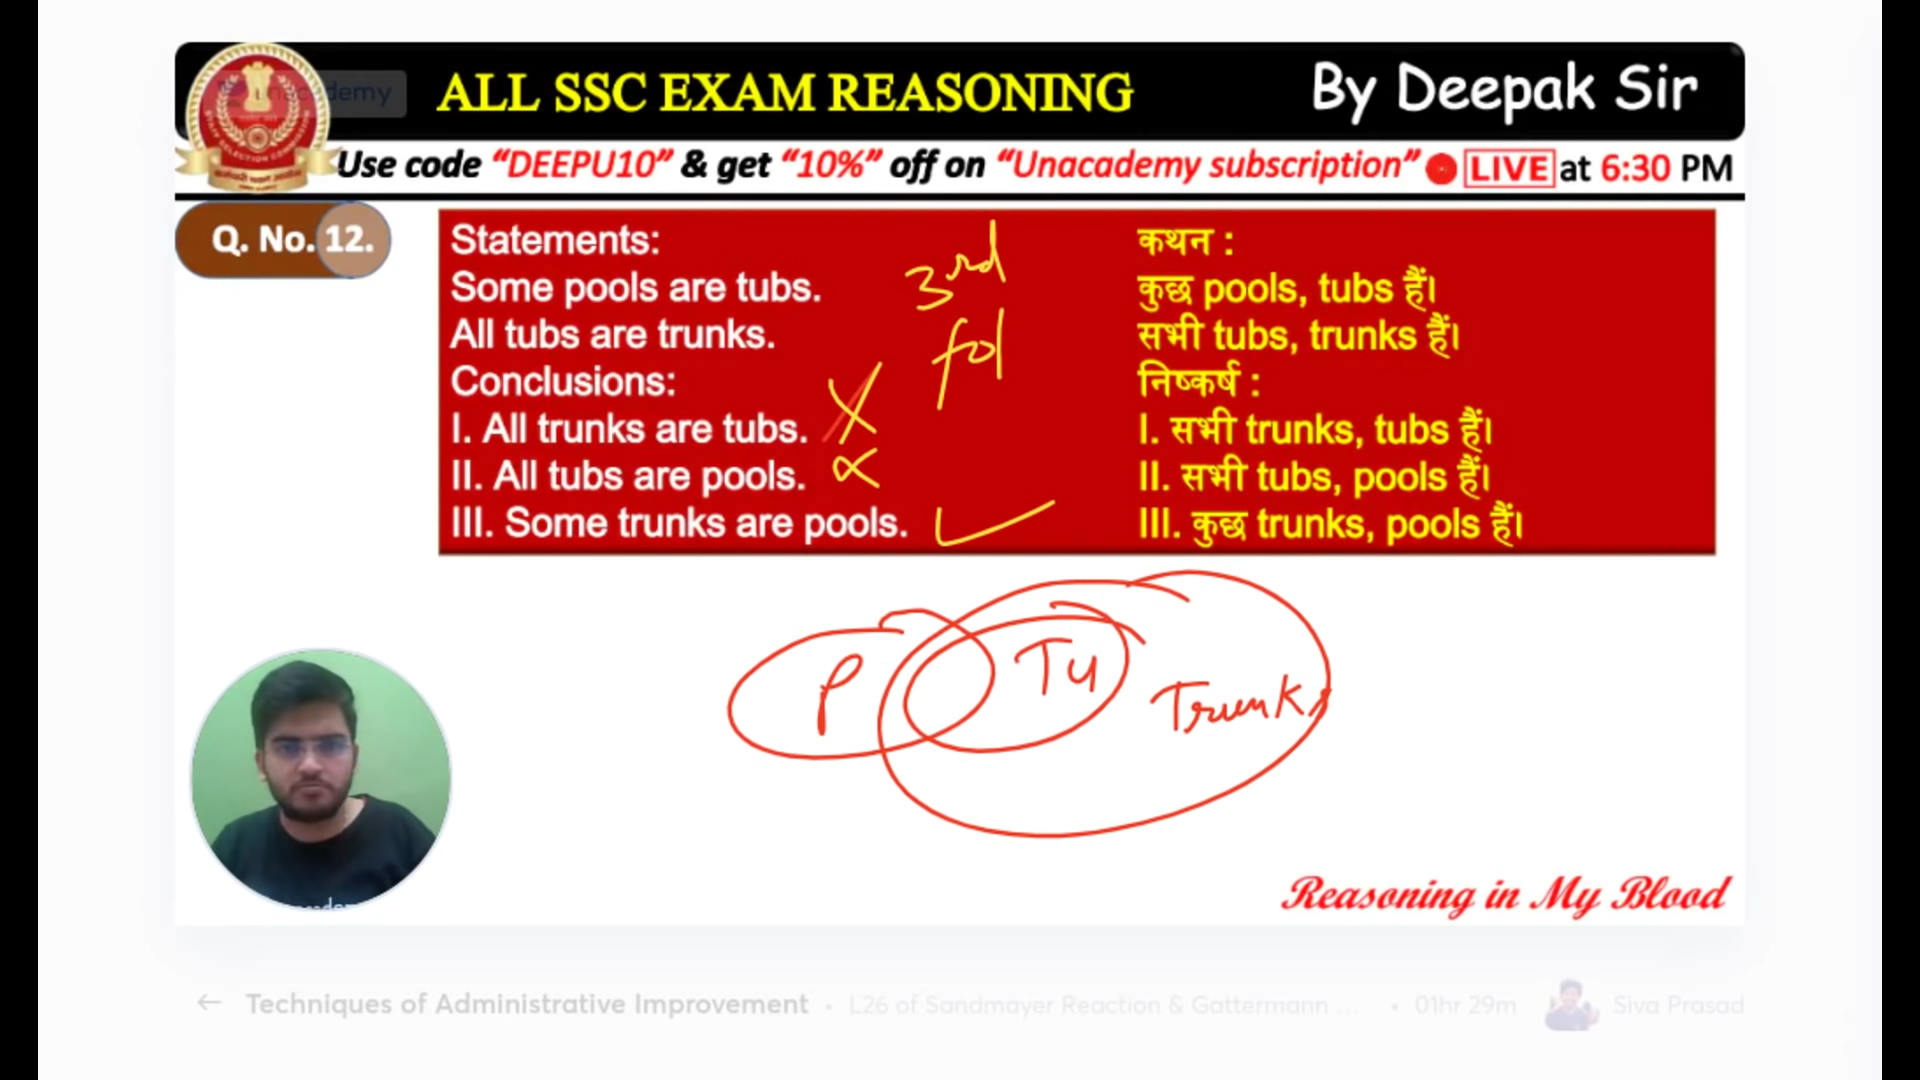 ALL SSC EXAM REASONING
By Deepak Sir
Use code “DEEPU10” & get “10%” off on “Unacademy subscription” LIVE at 6:30 PM
Q. No. 12.
Statements:
Some pools are tubs.
All tubs are trunks.
Conclusions:
I. All trunks are tubs.
II. All tubs are pools.
III. Some trunks are pools.
3rd
fol
कथन :
कुछ pools, tubs हैं।
सभी tubs, trunks हैं।
निष्कर्ष :
I. सभी trunks, tubs हैं।
II. सभी tubs, pools हैं।
III. कुछ trunks, pools हैं।
P
Tu
Trunks
Reasoning in My Blood
Techniques of Administrative Improvement • L26 of Sandmayer Reaction & Gattermann ... • 01hr 29m Siva Prasad